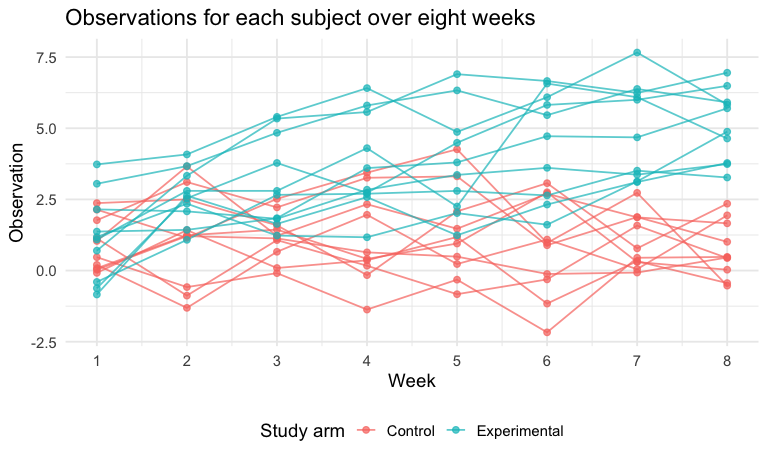 Observations for each subject over eight weeks
7.5
5.0
2.5
0.0
-2.5
Observation
1 2 3 4 5 6 7 8
Week
Study arm Control Experimental